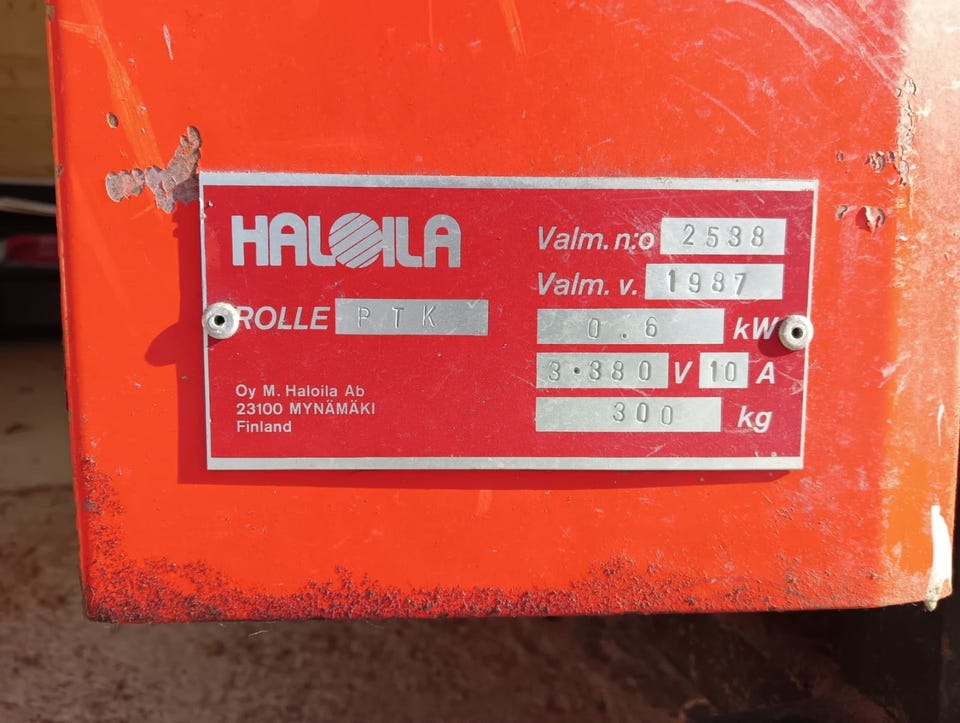 HALOILA
ROLLE PTK
Oy M. Haloila Ab
23100 MYNÄMÄKI
Finland
Valm. n:o 2538
Valm. v. 1987
0.6 kW
3·380 V 10 A
300 kg